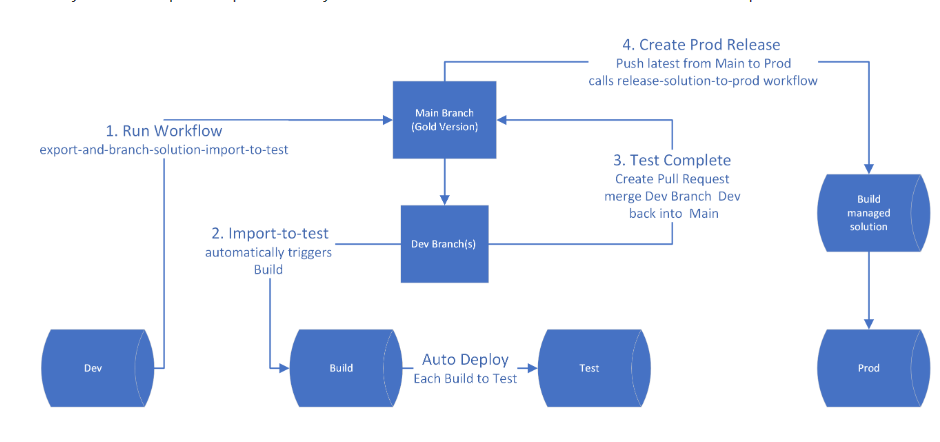 4. Create Prod Release
Push latest from Main to Prod
calls release-solution-to-prod workflow
Main Branch
(Gold Version)
1. Run Workflow
export-and-branch-solution-import-to-test
3. Test Complete
Create Pull Request
merge Dev Branch Dev
back into Main
Build
managed
solution
2. Import-to-test
automatically triggers
Build
Dev Branch(s)
Dev
Build
Auto Deploy
Each Build to Test
Test
Prod